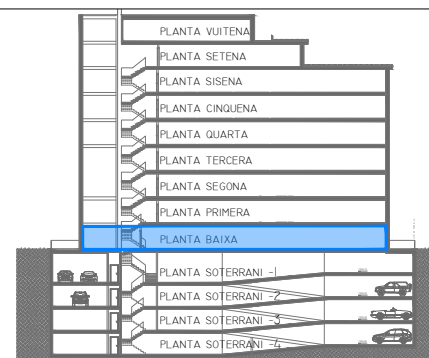 PLANTA VUITENA
PLANTA SETENA
PLANTA SISENA
PLANTA CINQUENA
PLANTA QUARTA
PLANTA TERCERA
PLANTA SEGONA
PLANTA PRIMERA
PLANTA BAIXA
PLANTA SOTERRANI -1
PLANTA SOTERRANI -2
PLANTA SOTERRANI -3
PLANTA SOTERRANI -4